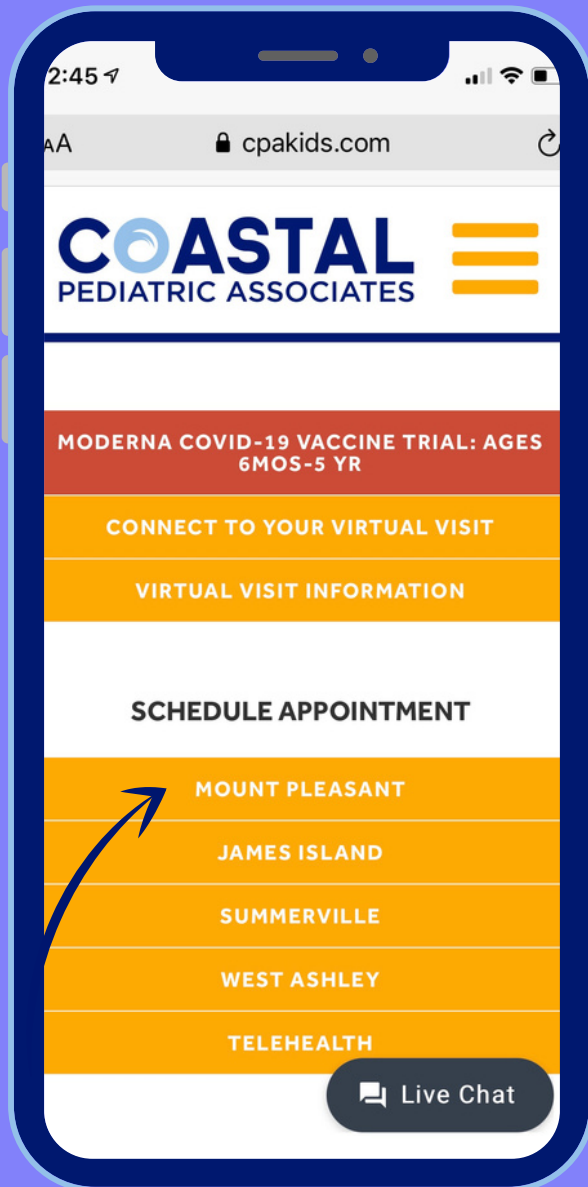 2:45
AA
cpakids.com
COASTAL
PEDIATRIC ASSOCIATES
MODERNA COVID-19 VACCINE TRIAL: AGES
6MOS-5 YR
CONNECT TO YOUR VIRTUAL VISIT
VIRTUAL VISIT INFORMATION
SCHEDULE APPOINTMENT
MOUNT PLEASANT
JAMES ISLAND
SUMMERVILLE
WEST ASHLEY
TELEHEALTH
Live Chat